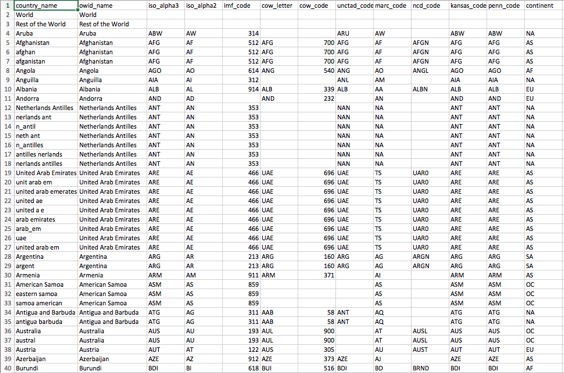 1 country_name owid_name iso_alpha3 iso_alpha2 imf_code cow_letter cow_code unctad_code marc_code ncd_code kansas_code penn_code continent
2 World World
3 Rest of the World Rest of the World
4 Aruba Aruba ABW AW 314 ARU AW ABW ABW NA
5 Afghanistan Afghanistan AFG AF 512 AFG 700 AFG AF AFGN AFG AFG AS
6 afghan Afghanistan AFG AF 512 AFG 700 AFG AF AFGN AFG AFG AS
7 afganistan Afghanistan AFG AF 512 AFG 700 AFG AF AFGN AFG AFG AS
8 Angola Angola AGO AO 614 ANG 540 ANG AO ANGL AGO AGO AF
9 Anguilla Anguilla AIA AI 312 ANL AM AIA AIA NA
10 Albania Albania ALB AL 914 ALB 339 ALB AA ALBN ALB ALB EU
11 Andorra Andorra AND AD AND 232 AN AND AND EU
12 Netherlands Antilles Netherlands Antilles ANT AN 353 NAN NA ANT ANT NA
13 nerlands ant Netherlands Antilles ANT AN 353 NAN NA ANT ANT NA
14 n_antil Netherlands Antilles ANT AN 353 NAN NA ANT ANT NA
15 neth ant Netherlands Antilles ANT AN 353 NAN NA ANT ANT NA
16 n_antilles Netherlands Antilles ANT AN 353 NAN NA ANT ANT NA
17 antilles nerlands Netherlands Antilles ANT AN 353 NAN NA ANT ANT NA
18 nerlands antilles Netherlands Antilles ANT AN 353 NAN NA ANT ANT NA
19 United Arab Emirates United Arab Emirates ARE AE 466 UAE 696 UAE TS UAR0 ARE ARE AS
20 unit arab em United Arab Emirates ARE AE 466 UAE 696 UAE TS UAR0 ARE ARE AS
21 united arab emerates United Arab Emirates ARE AE 466 UAE 696 UAE TS UAR0 ARE ARE AS
22 united ae United Arab Emirates ARE AE 466 UAE 696 UAE TS UAR0 ARE ARE AS
23 united a e United Arab Emirates ARE AE 466 UAE 696 UAE TS UAR0 ARE ARE AS
24 arab emirates United Arab Emirates ARE AE 466 UAE 696 UAE TS UAR0 ARE ARE AS
25 arab_em United Arab Emirates ARE AE 466 UAE 696 UAE TS UAR0 ARE ARE AS
26 uae United Arab Emirates ARE AE 466 UAE 696 UAE TS UAR0 ARE ARE AS
27 united arab em United Arab Emirates ARE AE 466 UAE 696 UAE TS UAR0 ARE ARE AS
28 Argentina Argentina ARG AR 213 ARG 160 ARG AG ARGN ARG ARG SA
29 argent Argentina ARG AR 213 ARG 160 ARG AG ARGN ARG ARG SA
30 Armenia Armenia ARM AM 911 ARM 371 AI ARM ARM AS
31 American Samoa American Samoa ASM AS 859 AS ASM ASM OC
32 eastern samoa American Samoa ASM AS 859 AS ASM ASM OC
33 samoa american American Samoa ASM AS 859 AS ASM ASM OC
34 Antigua and Barbuda Antigua and Barbuda ATG AG 311 AAB 58 ANT AQ ATG ATG NA
35 antigua barbuda Antigua and Barbuda ATG AG 311 AAB 58 ANT AQ ATG ATG NA
36 Australia Australia AUS AU 193 AUL 900 AT AUSL AUS AUS OC
37 austral Australia AUS AU 193 AUL 900 AT AUSL AUS AUS OC
38 Austria Austria AUT AT 122 AUS 305 AU AUST AUT AUT EU
39 Azerbaijan Azerbaijan AZE AZ 912 AZE 373 AZE AJ AZE AZE AS
40 Burundi Burundi BDI BI 618 BUI 516 BDI BD BRND BDI BDI AF